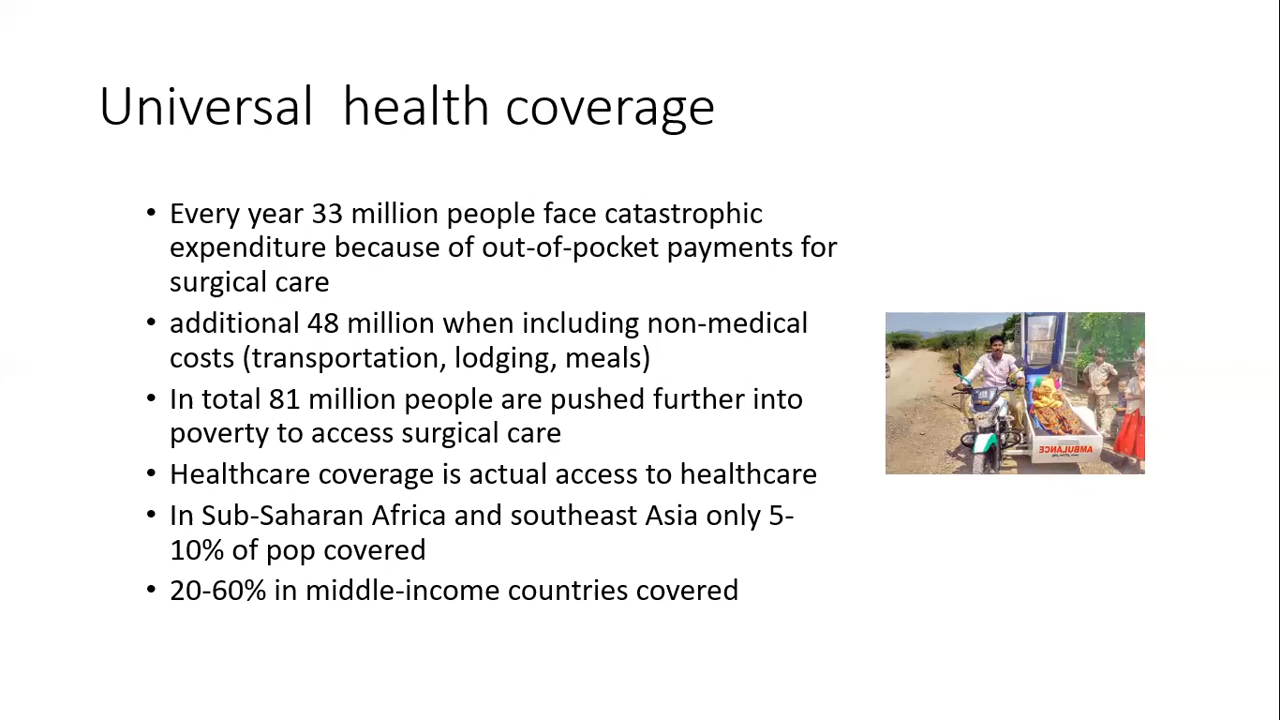 Universal  health coverage
• Every year 33 million people face catastrophic
expenditure because of out-of-pocket payments for
surgical care
• additional 48 million when including non-medical
costs (transportation, lodging, meals)
• In total 81 million people are pushed further into
poverty to access surgical care
• Healthcare coverage is actual access to healthcare
• In Sub-Saharan Africa and southeast Asia only 5-
10% of pop covered
• 20-60% in middle-income countries covered
AMBULANCE